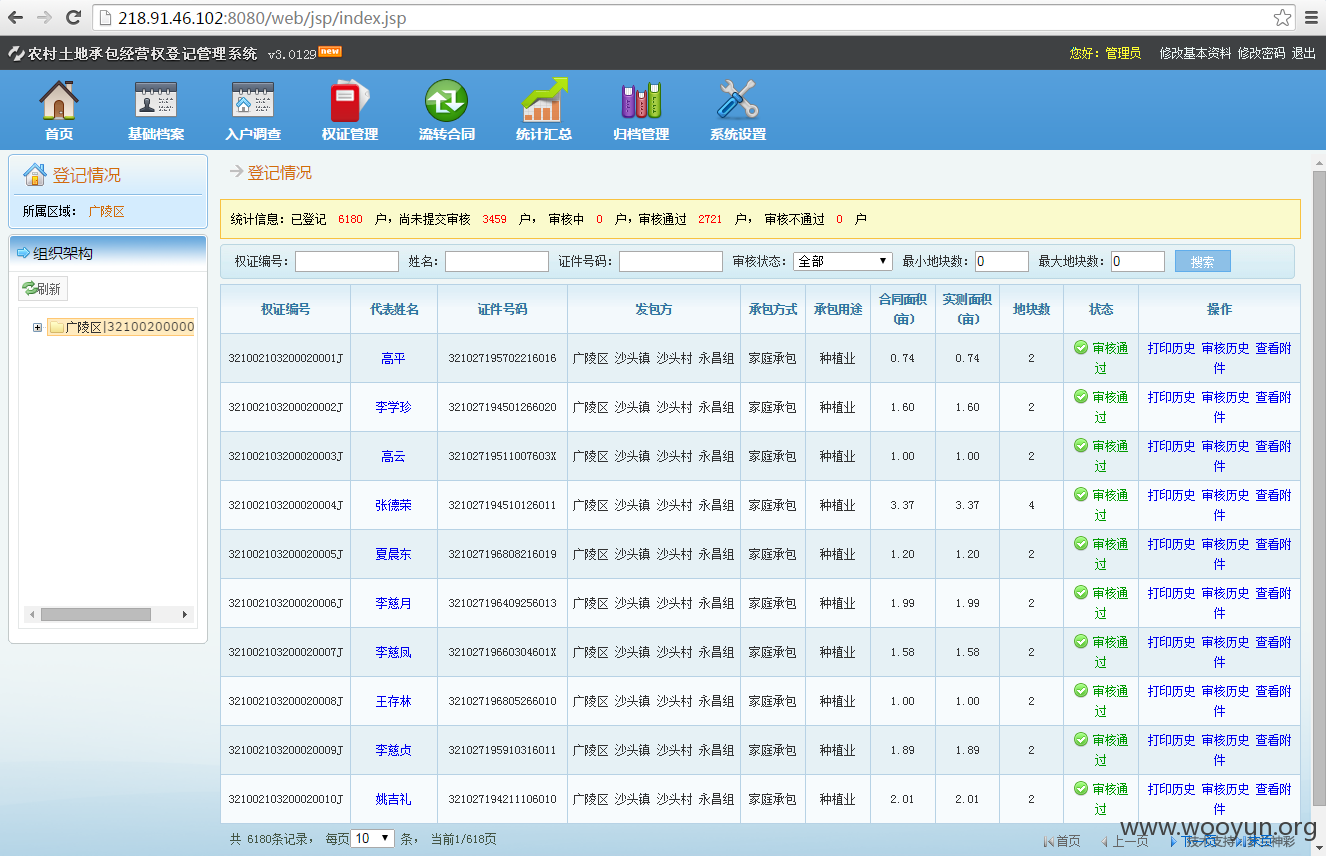 218.91.46.102:8080/web/jsp/index.jsp
农村土地承包经营权登记管理系统 v3.0129 new 您好: 管理员 修改基本资料 修改密码 退出
首页 基础档案 入户调查 权证管理 流转合同 统计汇总 归档管理 系统设置
登记情况
所属区域: 广陵区
组织架构
刷新
广陵区|32100200000
登记情况
统计信息: 已登记 6180 户, 尚未提交审核 3459 户, 审核中 0 户, 审核通过 2721 户, 审核不通过 0 户
权证编号: 姓名: 证件号码: 审核状态: 全部 最小地块数: 0 最大地块数: 0 搜索
权证编号 代表姓名 证件号码 发包方 承包方式 承包用途 合同面积(亩) 实测面积(亩) 地块数 状态 操作
321002103200020001J 高平 321027195702216016 广陵区 沙头镇 沙头村 永昌组 家庭承包 种植业 0.74 0.74 2 审核通过 打印历史 审核历史 查看附件
321002103200020002J 李学珍 321027194501266020 广陵区 沙头镇 沙头村 永昌组 家庭承包 种植业 1.60 1.60 2 审核通过 打印历史 审核历史 查看附件
321002103200020003J 高云 32102719511007603X 广陵区 沙头镇 沙头村 永昌组 家庭承包 种植业 1.00 1.00 2 审核通过 打印历史 审核历史 查看附件
321002103200020004J 张德荣 321027194510126011 广陵区 沙头镇 沙头村 永昌组 家庭承包 种植业 3.37 3.37 4 审核通过 打印历史 审核历史 查看附件
321002103200020005J 夏晨东 321027196808216019 广陵区 沙头镇 沙头村 永昌组 家庭承包 种植业 1.20 1.20 2 审核通过 打印历史 审核历史 查看附件
321002103200020006J 李慈月 321027196409256013 广陵区 沙头镇 沙头村 永昌组 家庭承包 种植业 1.99 1.99 2 审核通过 打印历史 审核历史 查看附件
321002103200020007J 李慈凤 32102719660304601X 广陵区 沙头镇 沙头村 永昌组 家庭承包 种植业 1.58 1.58 2 审核通过 打印历史 审核历史 查看附件
321002103200020008J 王存林 321027196805266010 广陵区 沙头镇 沙头村 永昌组 家庭承包 种植业 1.00 1.00 2 审核通过 打印历史 审核历史 查看附件
321002103200020009J 李慈贞 321027195910316011 广陵区 沙头镇 沙头村 永昌组 家庭承包 种植业 1.89 1.89 2 审核通过 打印历史 审核历史 查看附件
321002103200020010J 姚吉礼 321027194211106010 广陵区 沙头镇 沙头村 永昌组 家庭承包 种植业 2.01 2.01 2 审核通过 打印历史 审核历史 查看附件
共 6180条记录, 每页 10 条, 当前1/618页 首页 上一页
www.wooyun.org